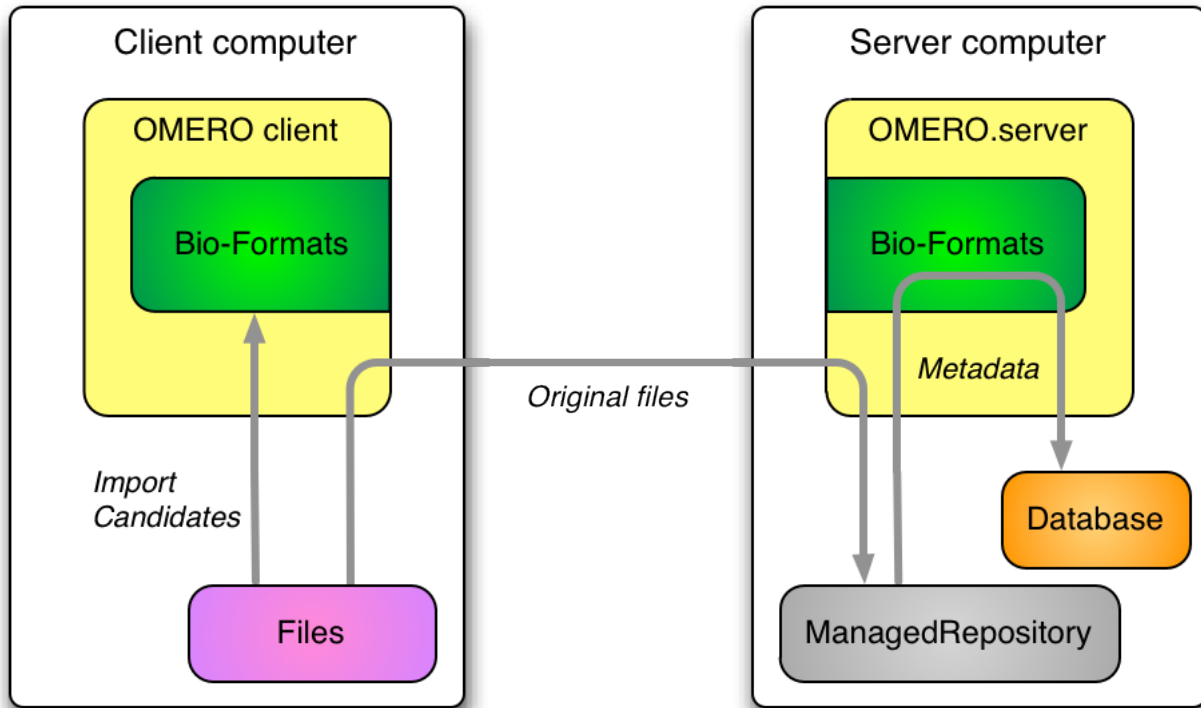 Client computer
OMERO client
Bio-Formats
Import
Candidates
Files
Original files
Server computer
OMERO.server
Bio-Formats
Metadata
Database
ManagedRepository